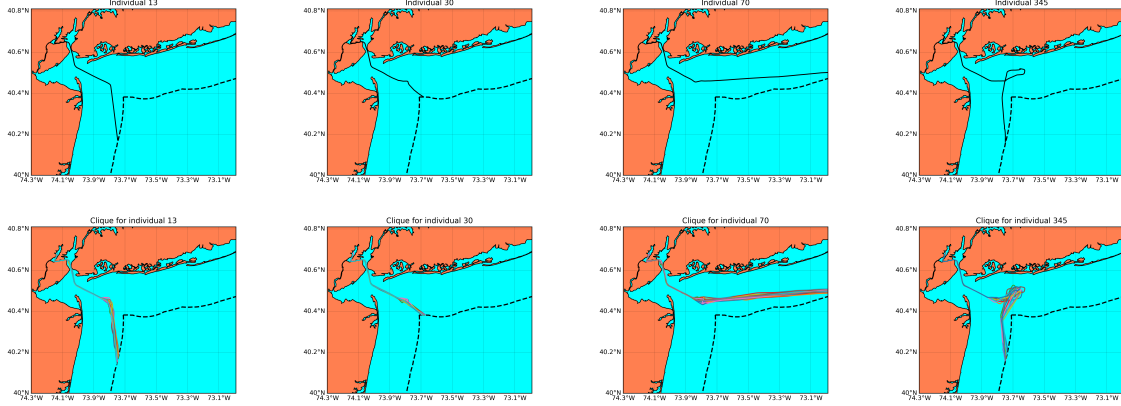 Individual 13 Individual 30 Individual 70 Individual 345
40.8°N 40.8°N 40.8°N 40.8°N
40.6°N 40.6°N 40.6°N 40.6°N
40.4°N 40.4°N 40.4°N 40.4°N
40.2°N 40.2°N 40.2°N 40.2°N
40°N 40°N 40°N 40°N
74.3°W 74.1°W 73.9°W 73.7°W 73.5°W 73.3°W 73.1°W 74.3°W 74.1°W 73.9°W 73.7°W 73.5°W 73.3°W 73.1°W 74.3°W 74.1°W 73.9°W 73.7°W 73.5°W 73.3°W 73.1°W 74.3°W 74.1°W 73.9°W 73.7°W 73.5°W 73.3°W 73.1°W
Clique for individual 13 Clique for individual 30 Clique for individual 70 Clique for individual 345
40.8°N 40.8°N 40.8°N 40.8°N
40.6°N 40.6°N 40.6°N 40.6°N
40.4°N 40.4°N 40.4°N 40.4°N
40.2°N 40.2°N 40.2°N 40.2°N
40°N 40°N 40°N 40°N
74.3°W 74.1°W 73.9°W 73.7°W 73.5°W 73.3°W 73.1°W 74.3°W 74.1°W 73.9°W 73.7°W 73.5°W 73.3°W 73.1°W 74.3°W 74.1°W 73.9°W 73.7°W 73.5°W 73.3°W 73.1°W 74.3°W 74.1°W 73.9°W 73.7°W 73.5°W 73.3°W 73.1°W